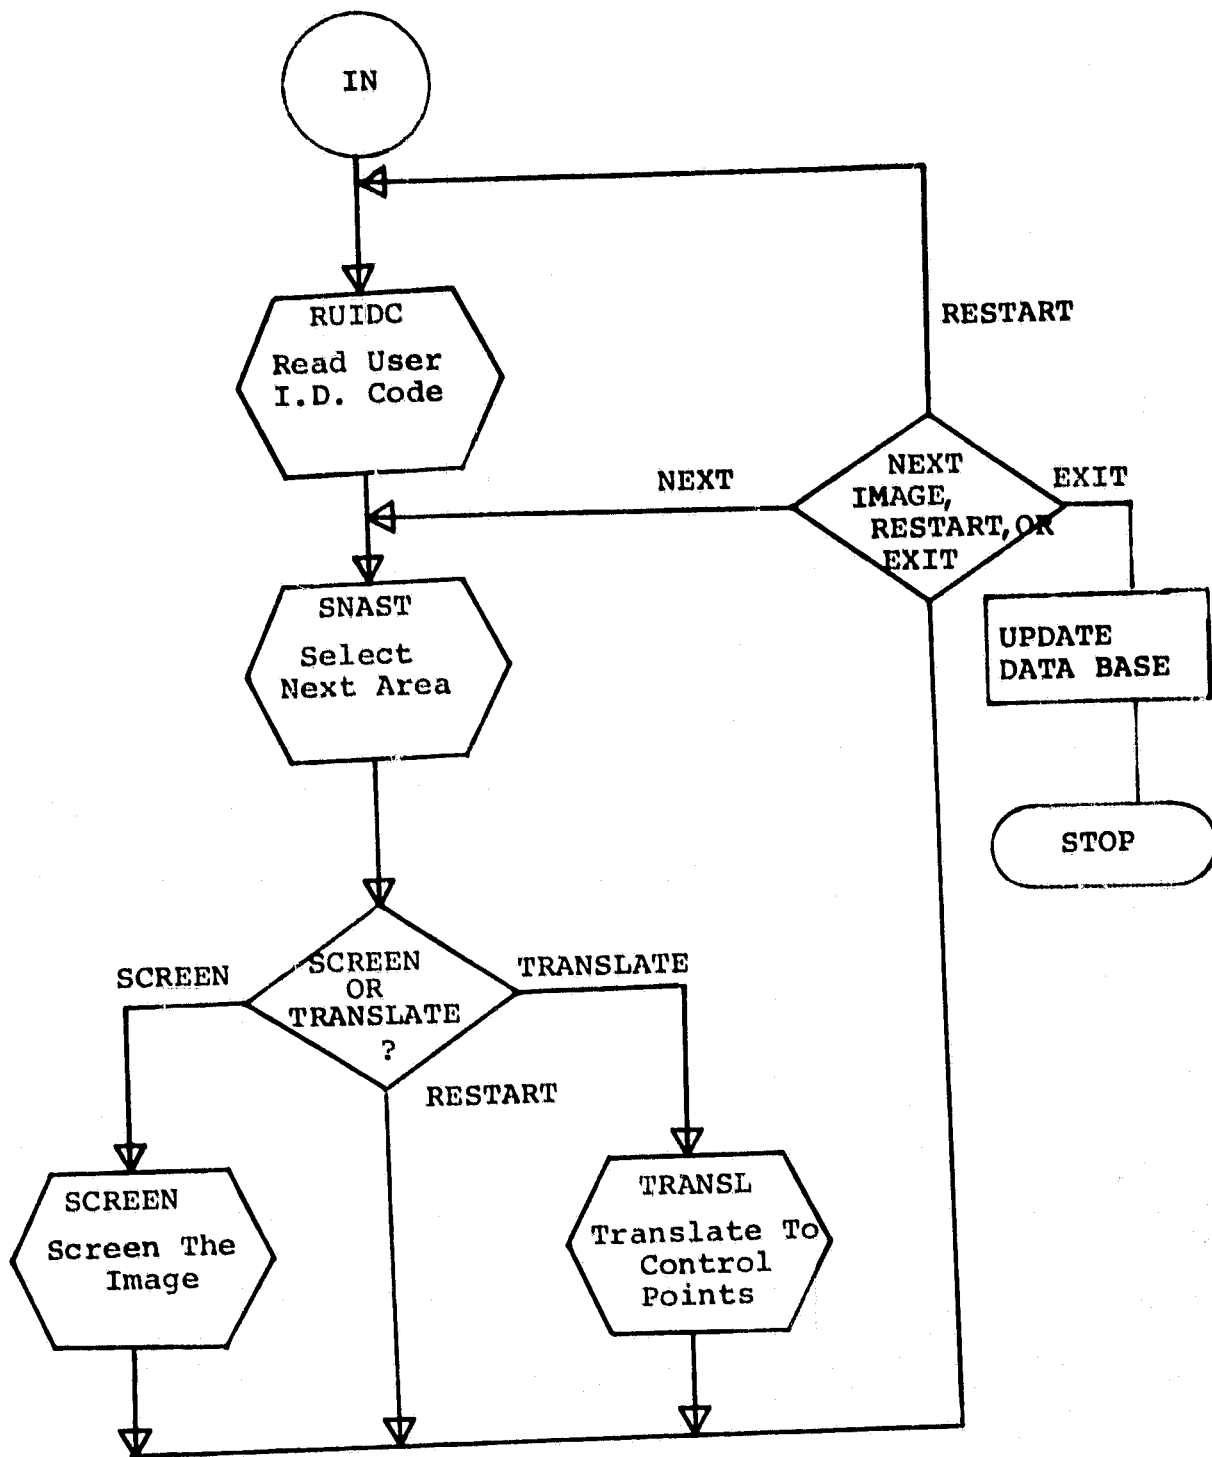 IN
RUIDC
Read User
I.D. Code
RESTART
NEXT
NEXT
IMAGE,
RESTART,OR
EXIT
EXIT
SNAST
Select
Next Area
UPDATE
DATA BASE
STOP
SCREEN
SCREEN
OR
TRANSLATE
?
TRANSLATE
RESTART
SCREEN
Screen The
Image
TRANSL
Translate To
Control
Points